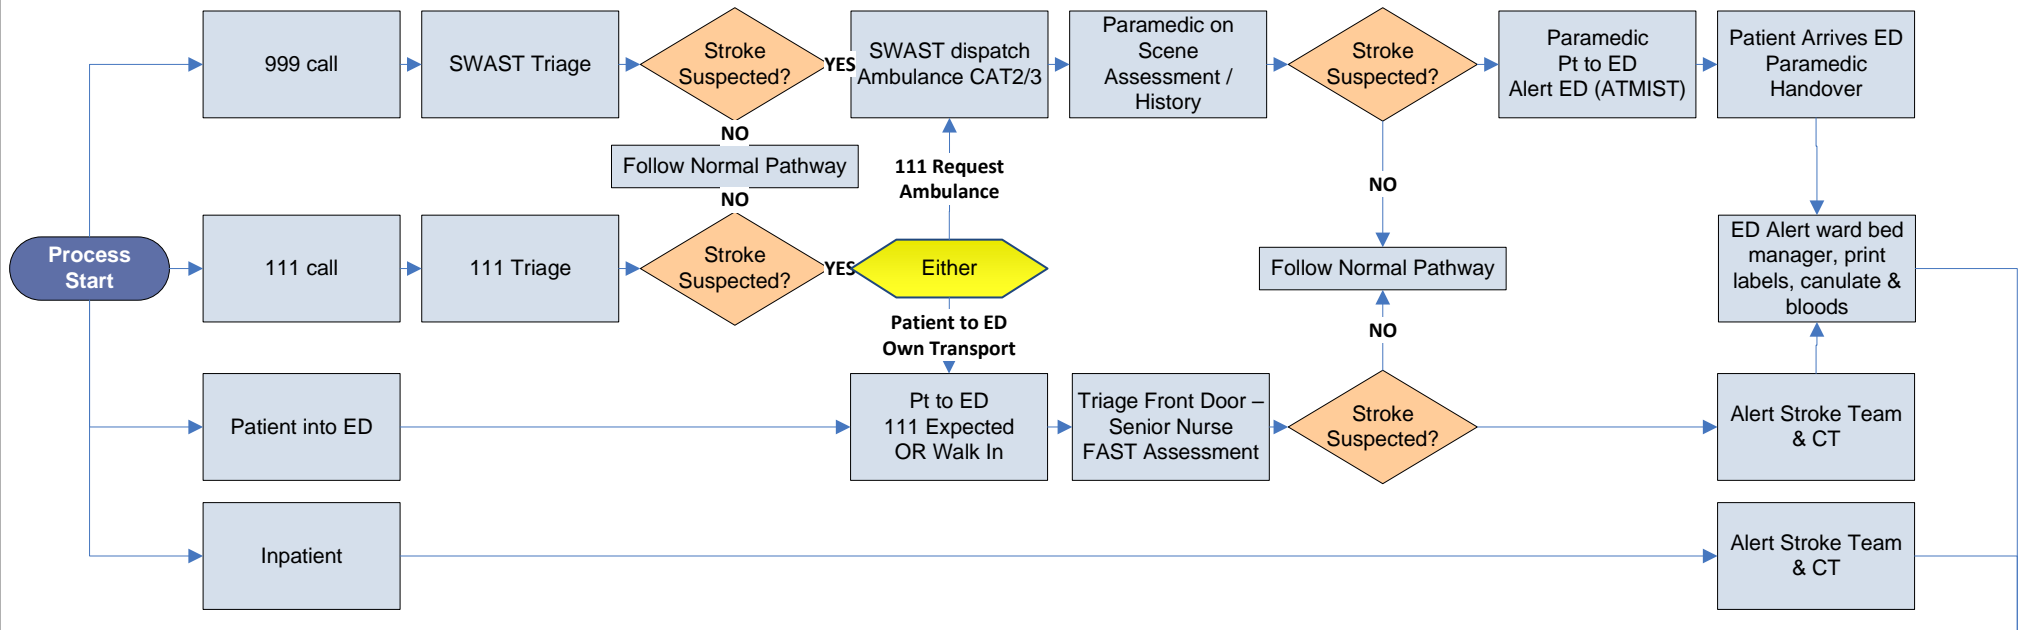 999 call
SWAST Triage
Stroke
Suspected?
YES
SWAST dispatch
Ambulance CAT2/3
Paramedic on
Scene
Assessment /
History
Stroke
Suspected?
Paramedic
Pt to ED
Alert ED (ATMIST)
Patient Arrives ED
Paramedic
Handover
NO
Follow Normal Pathway
NO
111 Request
Ambulance
NO
Process
Start
111 call
111 Triage
Stroke
Suspected?
YES
Either
Follow Normal Pathway
ED Alert ward bed
manager, print
labels, canulate &
bloods
Patient to ED
Own Transport
NO
Patient into ED
Pt to ED
111 Expected
OR Walk In
Triage Front Door –
Senior Nurse
FAST Assessment
Stroke
Suspected?
Alert Stroke Team
& CT
Inpatient
Alert Stroke Team
& CT